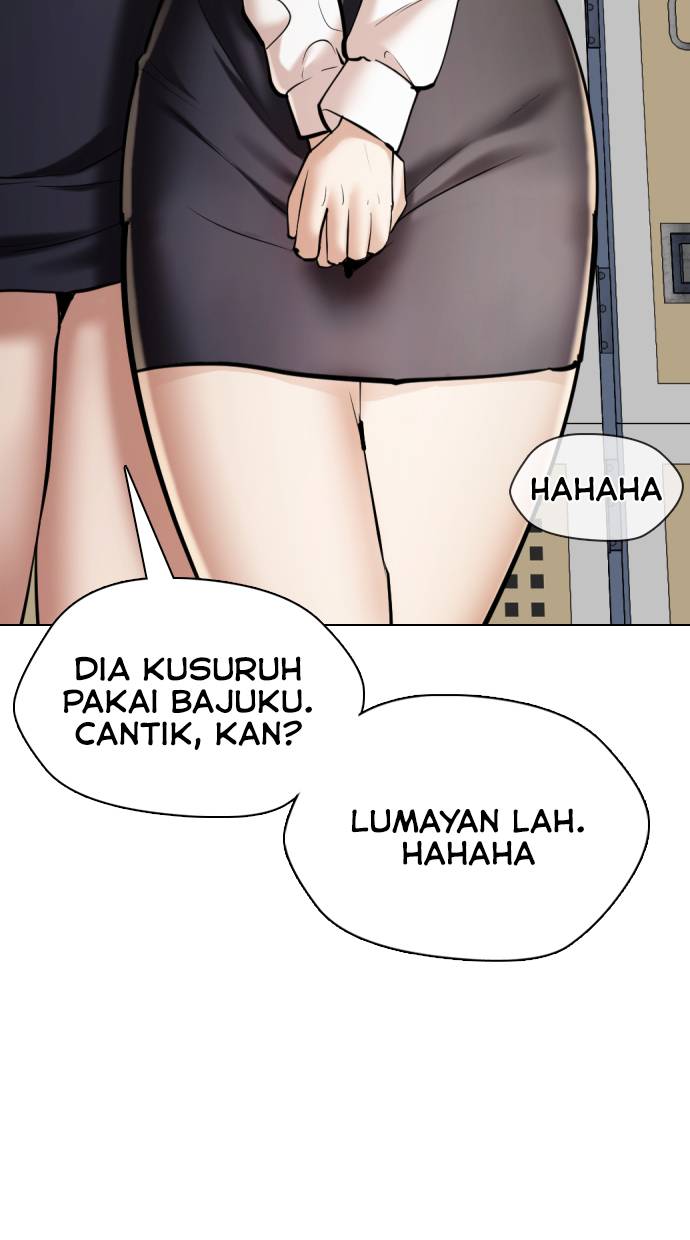 HAHAHA
DIA KUSURUH
PAKAI BAJUKU.
CANTIK, KAN?
LUMAYAN LAH.
HAHAHA